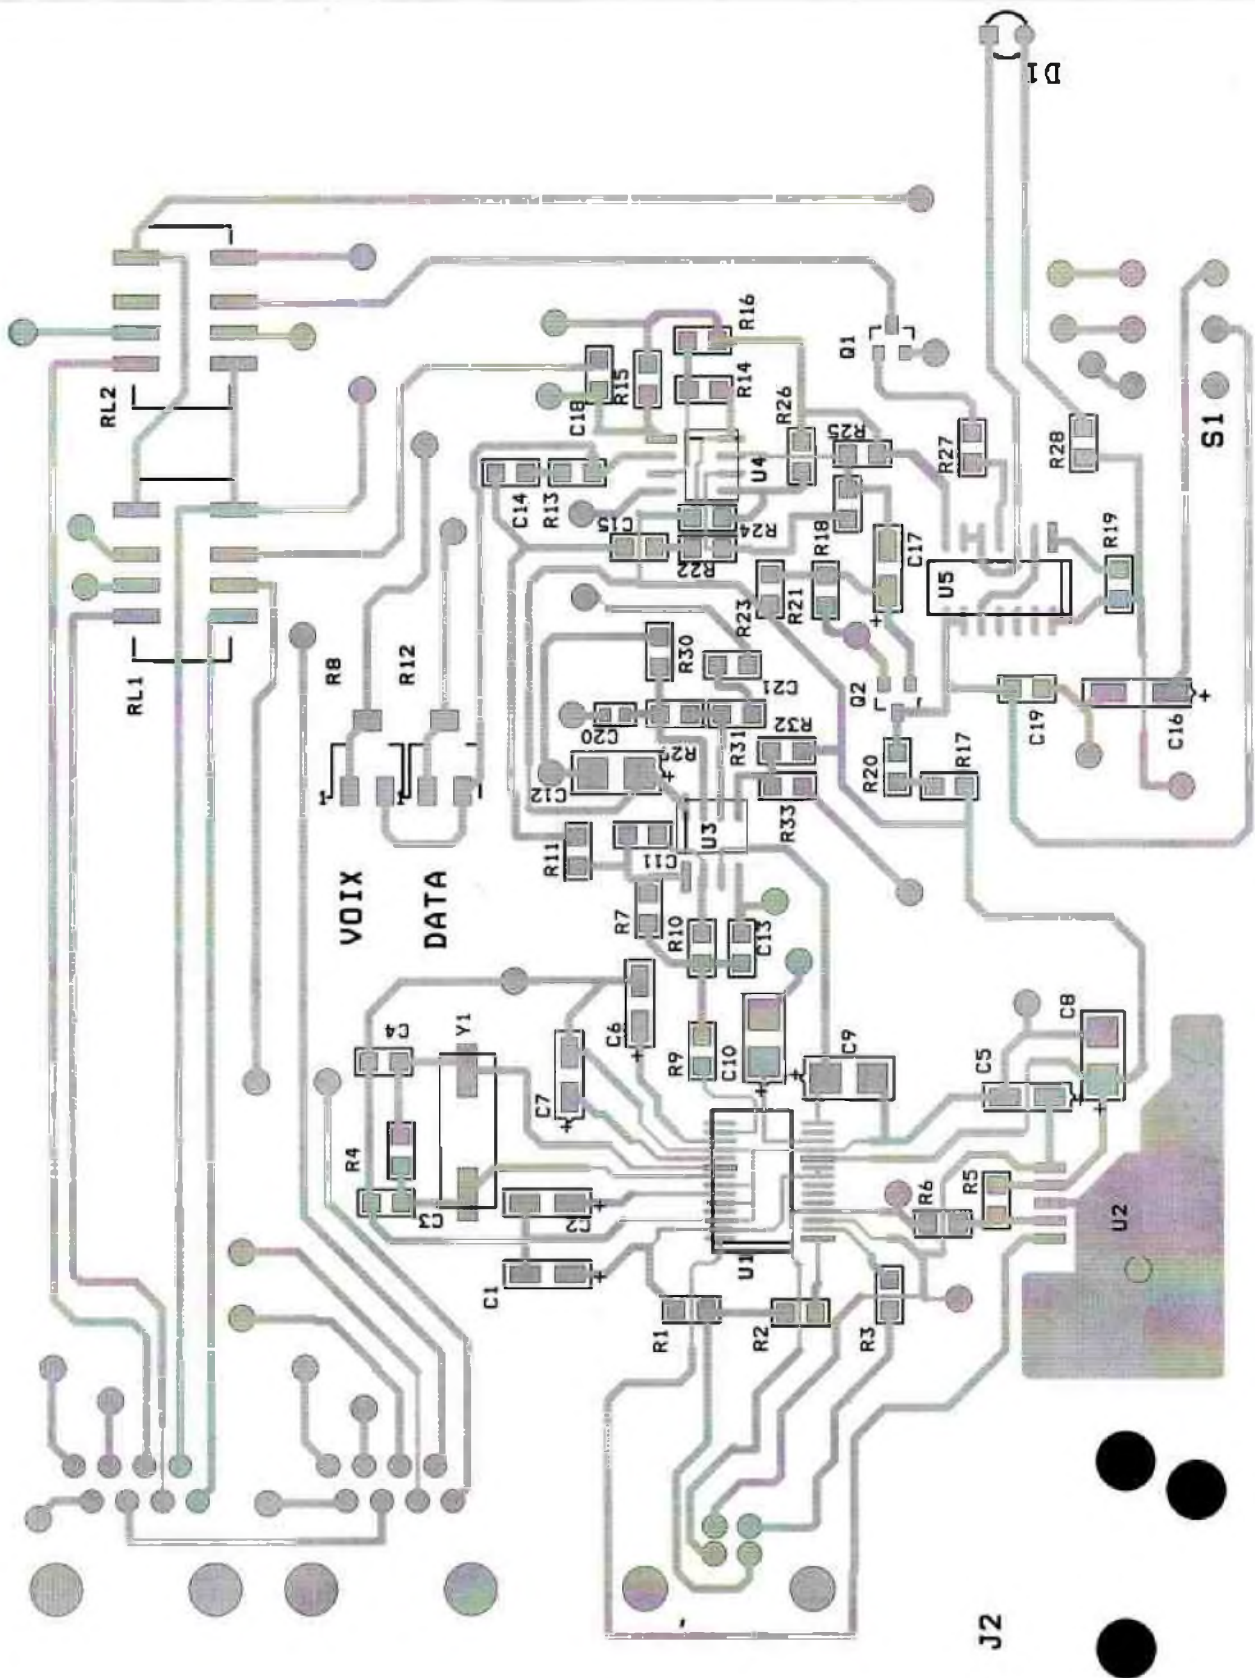 D1
RL2
RL1
R8
R12
VOIX
DATA
R16
R15
R14
C18
R26
R25
Q1
R27
R28
S1
U4
C14
R13
C15
R24
R22
R18
C17
+
U5
R19
R23
R21
R30
C21
C20
R31
R32
C12
+
R33
U3
Q2
C19
C16
+
R20
R17
R11
C11
R7
R10
C13
C4
Y1
C6
+
C7
+
R9
C10
+
C9
+
C5
+
C8
+
R4
C3
C2
+
C1
+
U1
R6
R5
U2
R1
R2
R3
J2